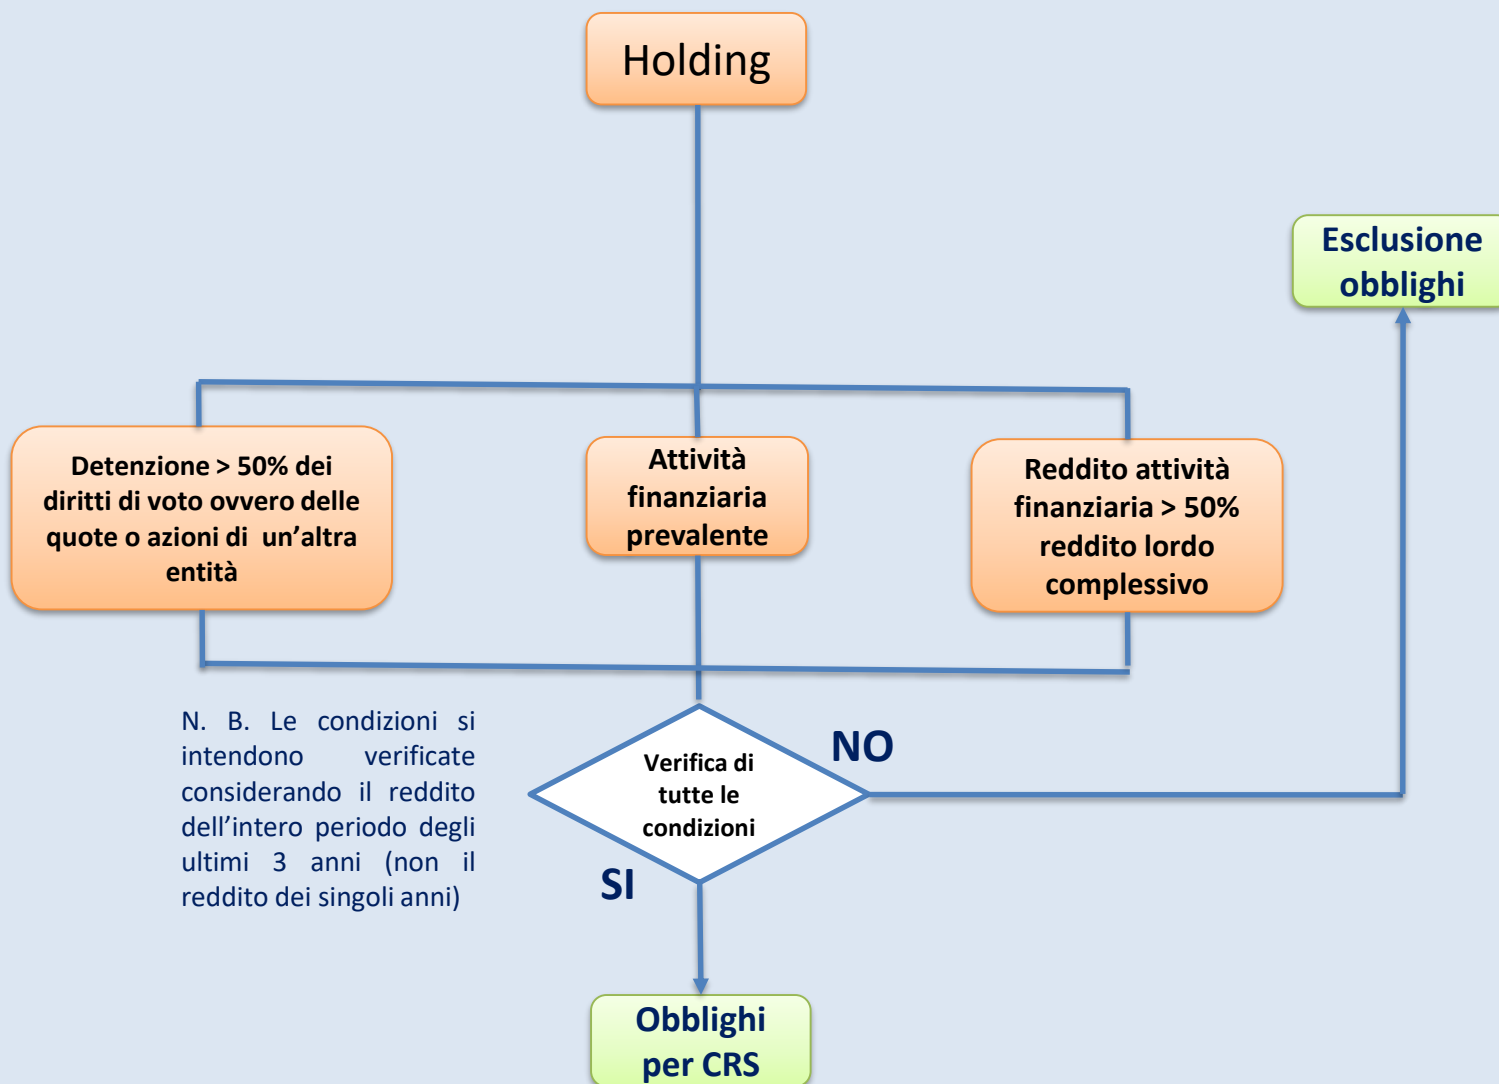 Holding
Esclusione
obblighi
Detenzione > 50% dei
diritti di voto ovvero delle
quote o azioni di un’altra
entità
Attività
finanziaria
prevalente
Reddito attività
finanziaria > 50%
reddito lordo
complessivo
N. B. Le condizioni si
intendono verificate
considerando il reddito
dell’intero periodo degli
ultimi 3 anni (non il
reddito dei singoli anni)
Verifica di
tutte le
condizioni
NO
SI
Obblighi
per CRS